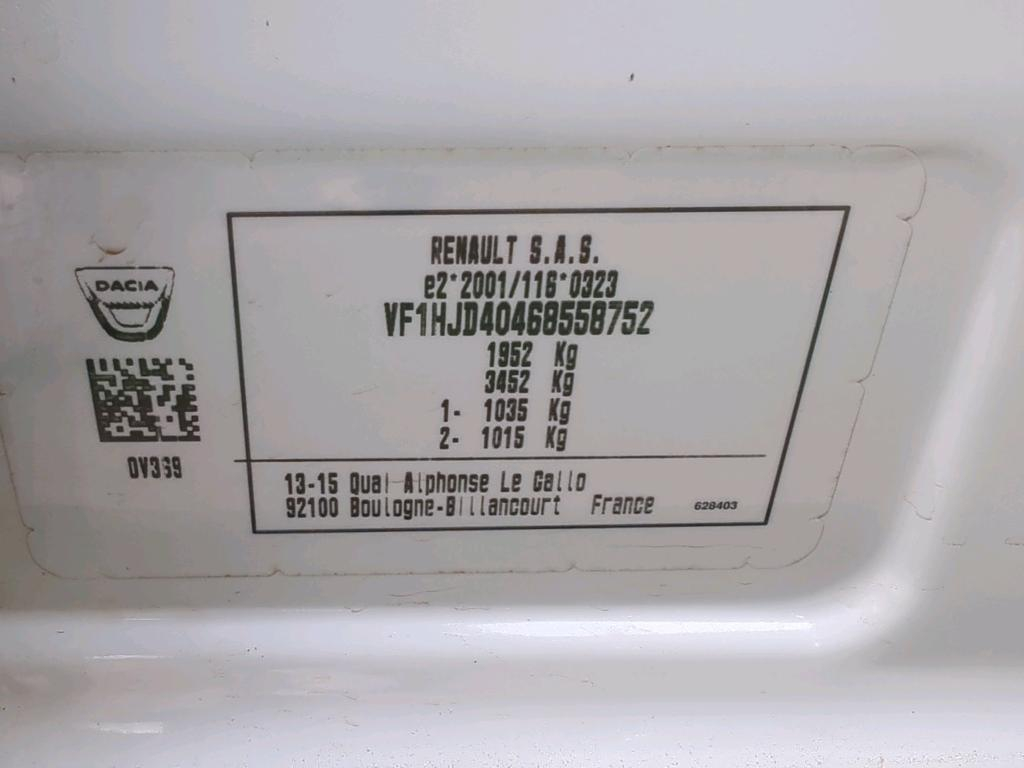 RENAULT S.A.S.
e2*2001/116*0323
VF1HJD40468558752
1952 Kg
3452 Kg
1- 1035 Kg
2- 1015 Kg
DACIA
0V369
13-15 Quai Alphonse Le Gallo
92100 Boulogne-Billancourt France
628403